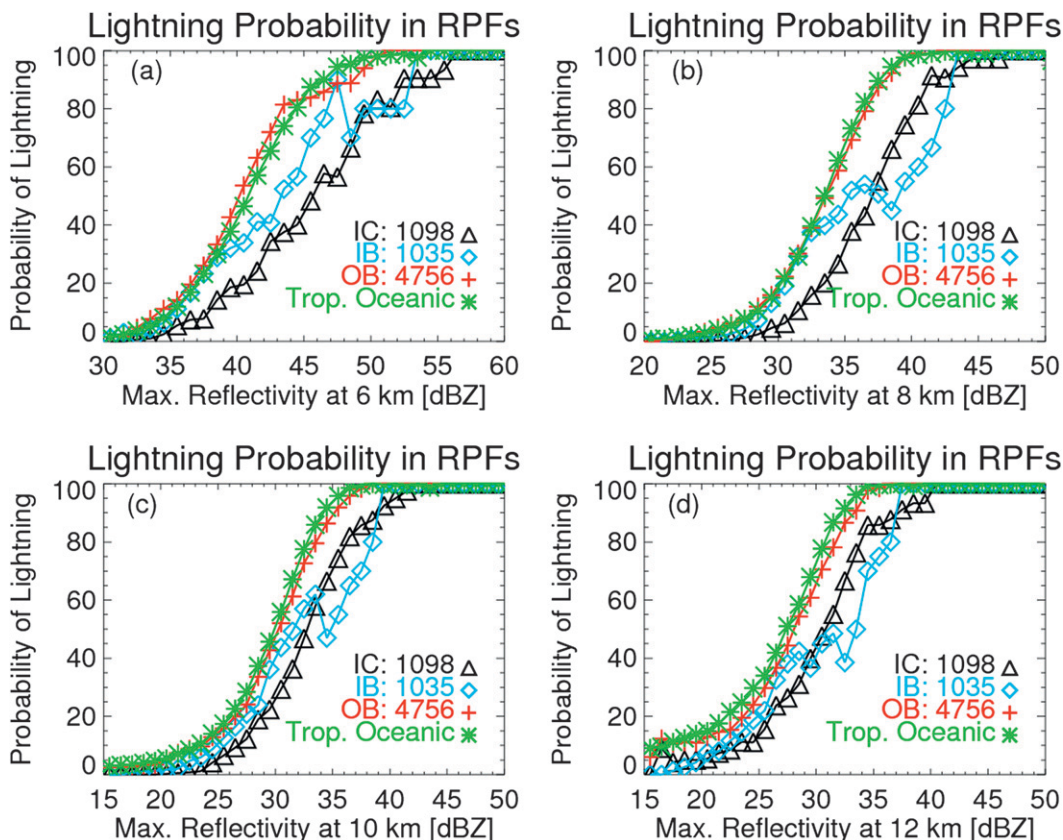 Lightning Probability in RPFs
(a)
Probability of Lightning
100
80
60
40
20
0
IC: 1098
IB: 1035
OB: 4756
Trop. Oceanic
30 35 40 45 50 55 60
Max. Reflectivity at 6 km [dBZ]
Lightning Probability in RPFs
(b)
Probability of Lightning
100
80
60
40
20
0
IC: 1098
IB: 1035
OB: 4756
Trop. Oceanic
20 25 30 35 40 45 50
Max. Reflectivity at 8 km [dBZ]
Lightning Probability in RPFs
(c)
Probability of Lightning
100
80
60
40
20
0
IC: 1098
IB: 1035
OB: 4756
Trop. Oceanic
15 20 25 30 35 40 45 50
Max. Reflectivity at 10 km [dBZ]
Lightning Probability in RPFs
(d)
Probability of Lightning
100
80
60
40
20
0
IC: 1098
IB: 1035
OB: 4756
Trop. Oceanic
15 20 25 30 35 40 45 50
Max. Reflectivity at 12 km [dBZ]